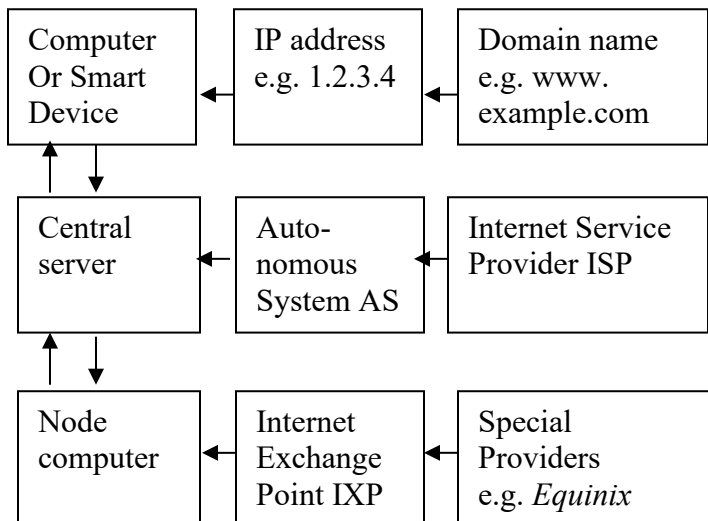 Computer
Or Smart
Device
IP address
e.g. 1.2.3.4
Domain name
e.g. www.
example.com
Central
server
Auto-
nomous
System AS
Internet Service
Provider ISP
Node
computer
Internet
Exchange
Point IXP
Special
Providers
e.g. Equinix